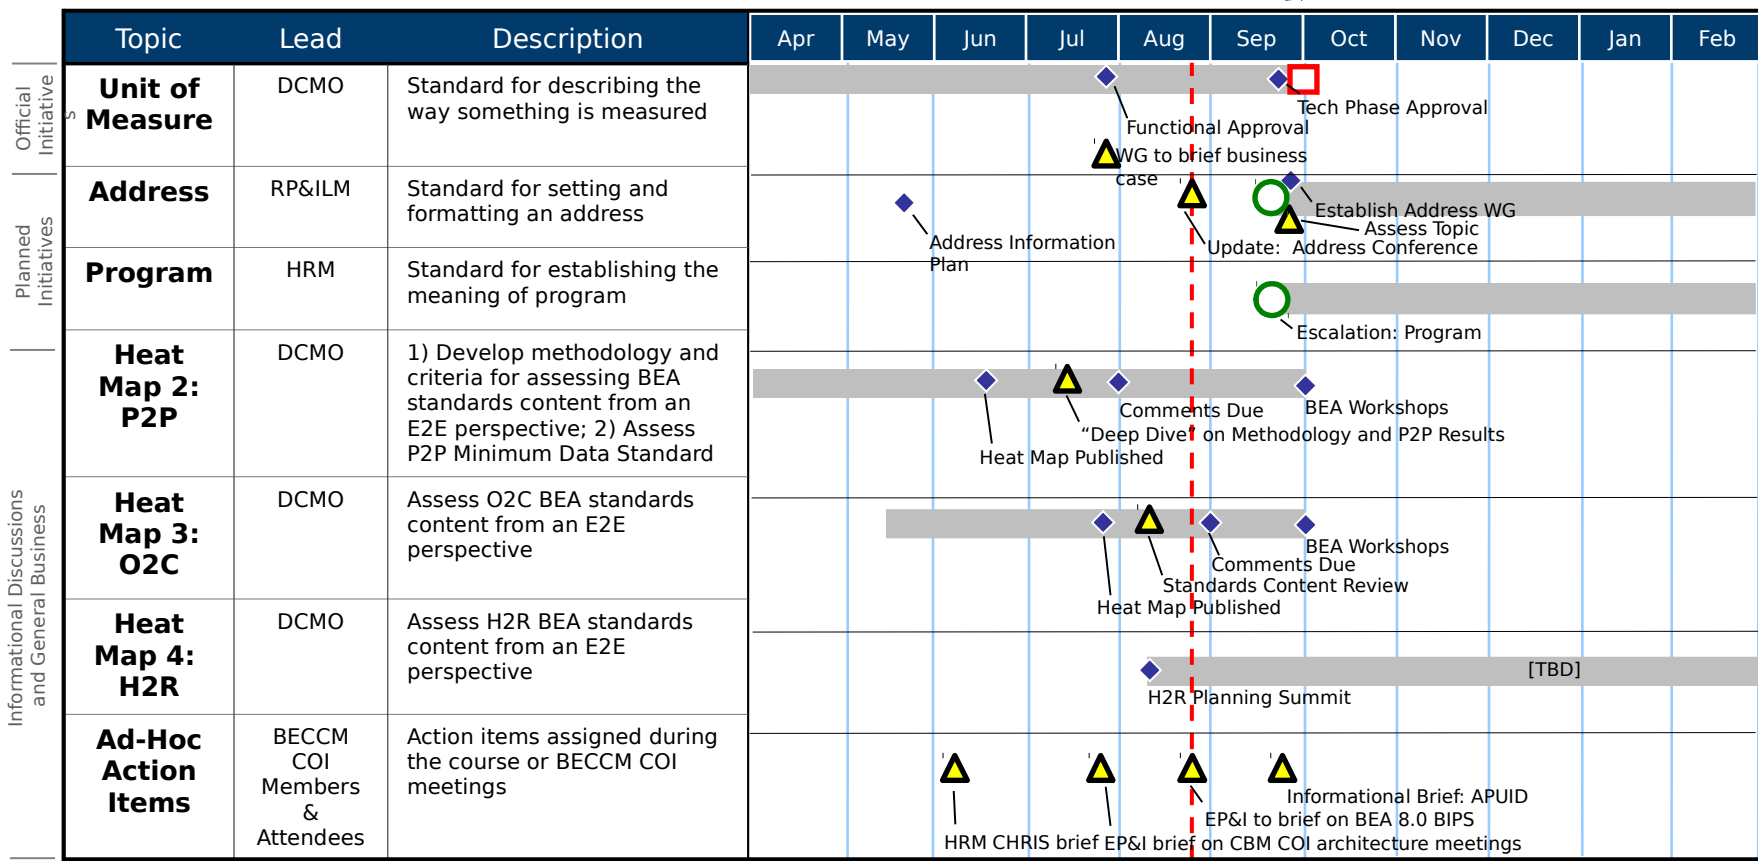 Topic
Lead
Description
Apr
May
Jun
Jul
Aug
Sep
Oct
Nov
Dec
Jan
Feb
Official
Initiative
s
Unit of
Measure
DCMO
Standard for describing the
way something is measured
Tech Phase Approval
Functional Approval
WG to brief business
case
Planned
Initiatives
Address
RP&ILM
Standard for setting and
formatting an address
Address Information
Plan
Establish Address WG
Assess Topic
Update:  Address Conference
Program
HRM
Standard for establishing the
meaning of program
Escalation: Program
Informational Discussions
and General Business
Heat
Map 2:
P2P
DCMO
1) Develop methodology and
criteria for assessing BEA
standards content from an
E2E perspective; 2) Assess
P2P Minimum Data Standard
BEA Workshops
Comments Due
“Deep Dive” on Methodology and P2P Results
Heat Map Published
Heat
Map 3:
O2C
DCMO
Assess O2C BEA standards
content from an E2E
perspective
BEA Workshops
Comments Due
Standards Content Review
Heat Map Published
Heat
Map 4:
H2R
DCMO
Assess H2R BEA standards
content from an E2E
perspective
[TBD]
H2R Planning Summit
Ad-Hoc
Action
Items
BECCM
COI
Members
&
Attendees
Action items assigned during
the course or BECCM COI
meetings
Informational Brief: APUID
EP&I to brief on BEA 8.0 BIPS
HRM CHRIS brief
EP&I brief on CBM COI architecture meetings